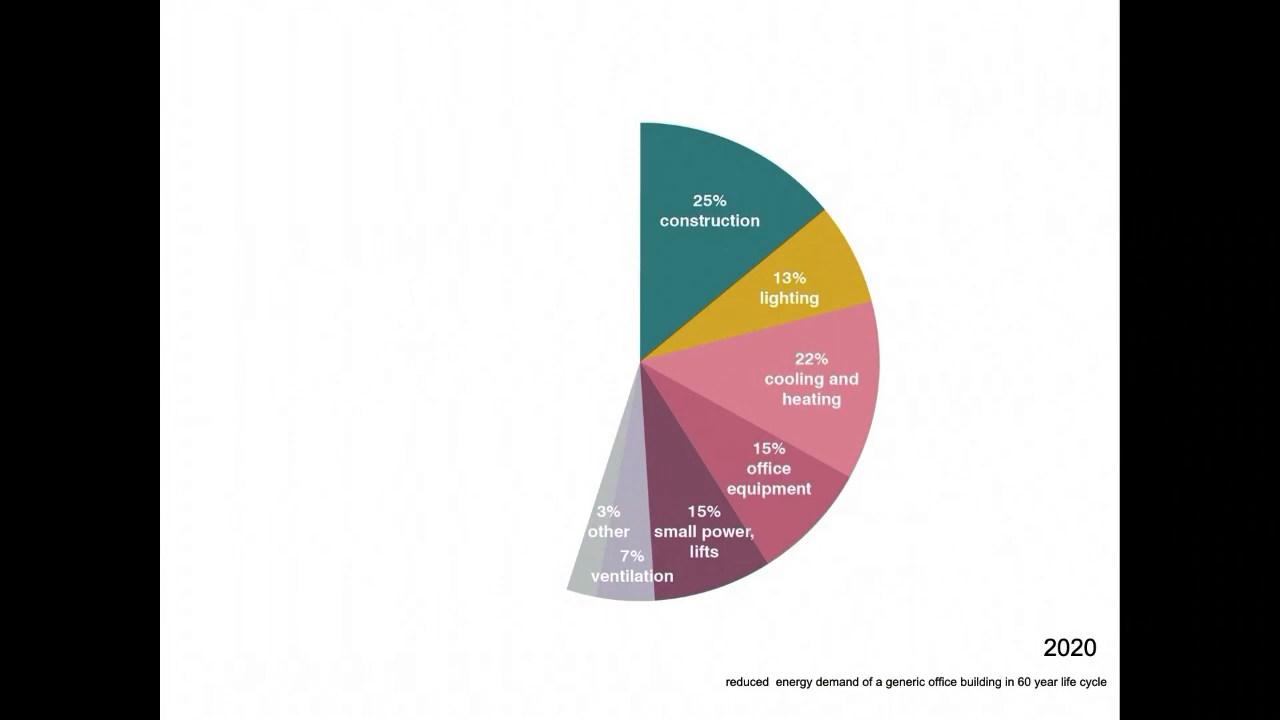 25%
construction
13%
lighting
22%
cooling and
heating
15%
office
equipment
15%
small power,
lifts
3%
other
7%
ventilation
2020
reduced  energy demand of a generic office building in 60 year life cycle